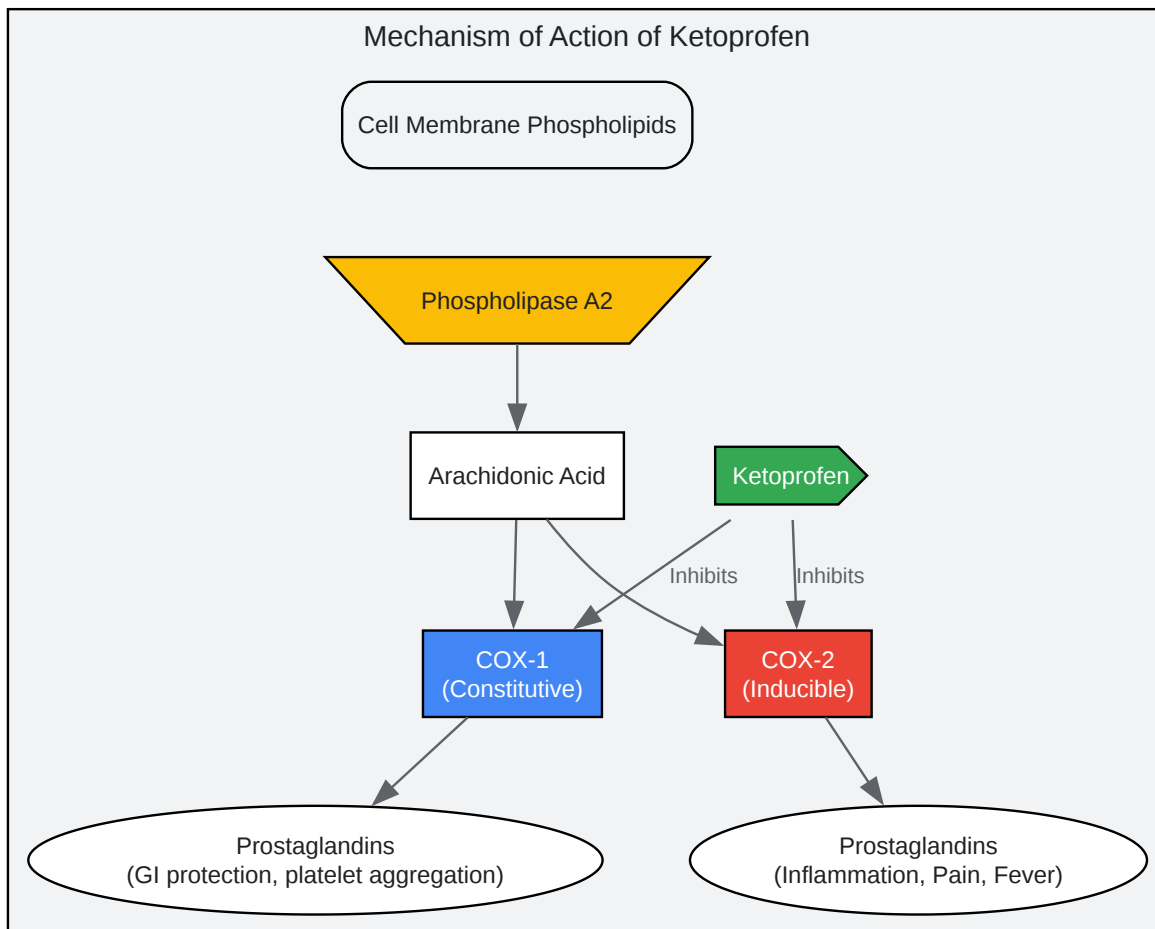 Mechanism of Action of Ketoprofen
Cell Membrane Phospholipids
Phospholipase A2
Arachidonic Acid
Ketoprofen
Inhibits
Inhibits
COX-1
(Constitutive)
COX-2
(Inducible)
Prostaglandins
(GI protection, platelet aggregation)
Prostaglandins
(Inflammation, Pain, Fever)